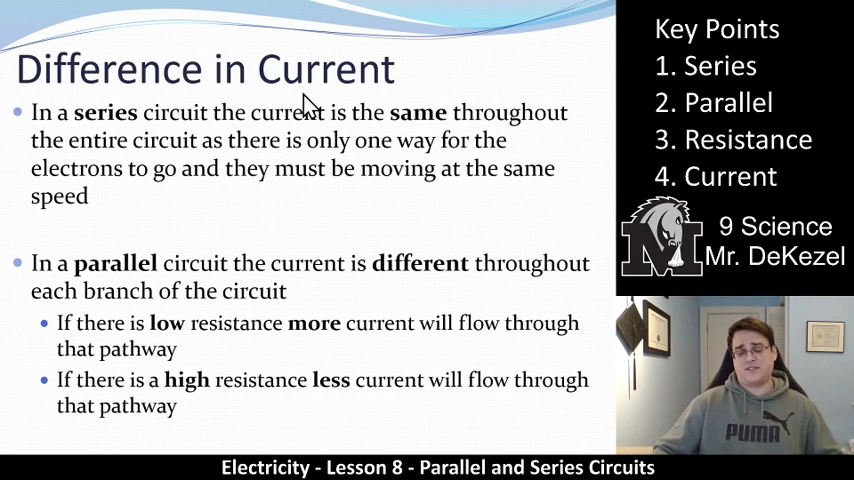 Difference in Current
In a series circuit the current is the same throughout
the entire circuit as there is only one way for the
electrons to go and they must be moving at the same
speed
In a parallel circuit the current is different throughout
each branch of the circuit
If there is low resistance more current will flow through
that pathway
If there is a high resistance less current will flow through
that pathway
Key Points
1. Series
2. Parallel
3. Resistance
4. Current
M
9 Science
Mr. DeKezel
PUMA
Electricity - Lesson 8 - Parallel and Series Circuits